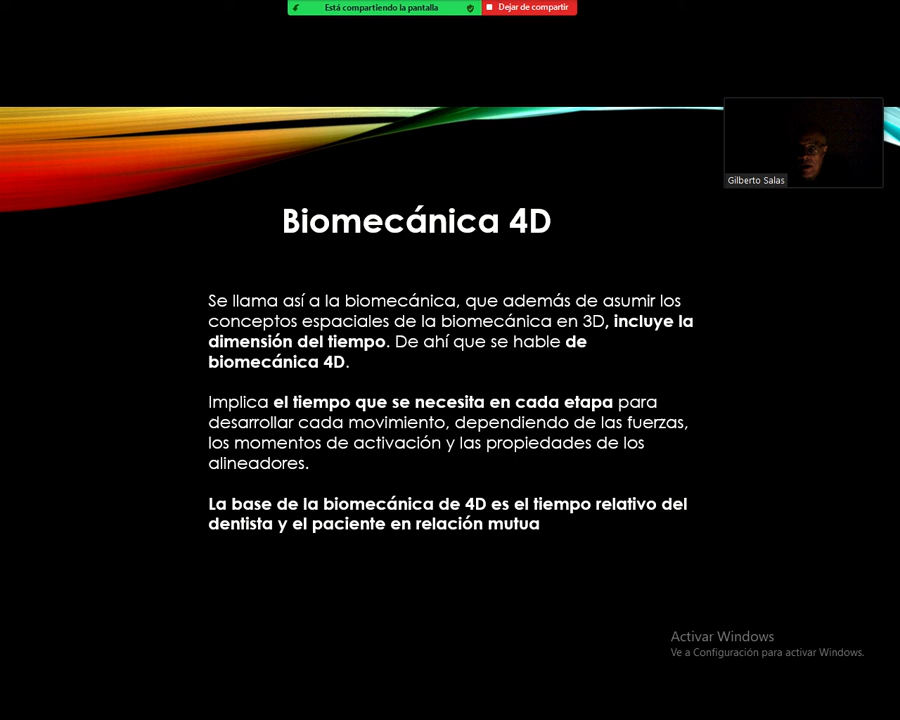 Está compartiendo la pantalla
Dejar de compartir
Gilberto Salas
Biomecánica 4D
Se llama así a la biomecánica, que además de asumir los
conceptos espaciales de la biomecánica en 3D, incluye la
dimensión del tiempo. De ahí que se hable de
biomecánica 4D.
Implica el tiempo que se necesita en cada etapa para
desarrollar cada movimiento, dependiendo de las fuerzas,
los momentos de activación y las propiedades de los
alineadores.
La base de la biomecánica de 4D es el tiempo relativo del
dentista y el paciente en relación mutua
Activar Windows
Ve a Configuración para activar Windows.